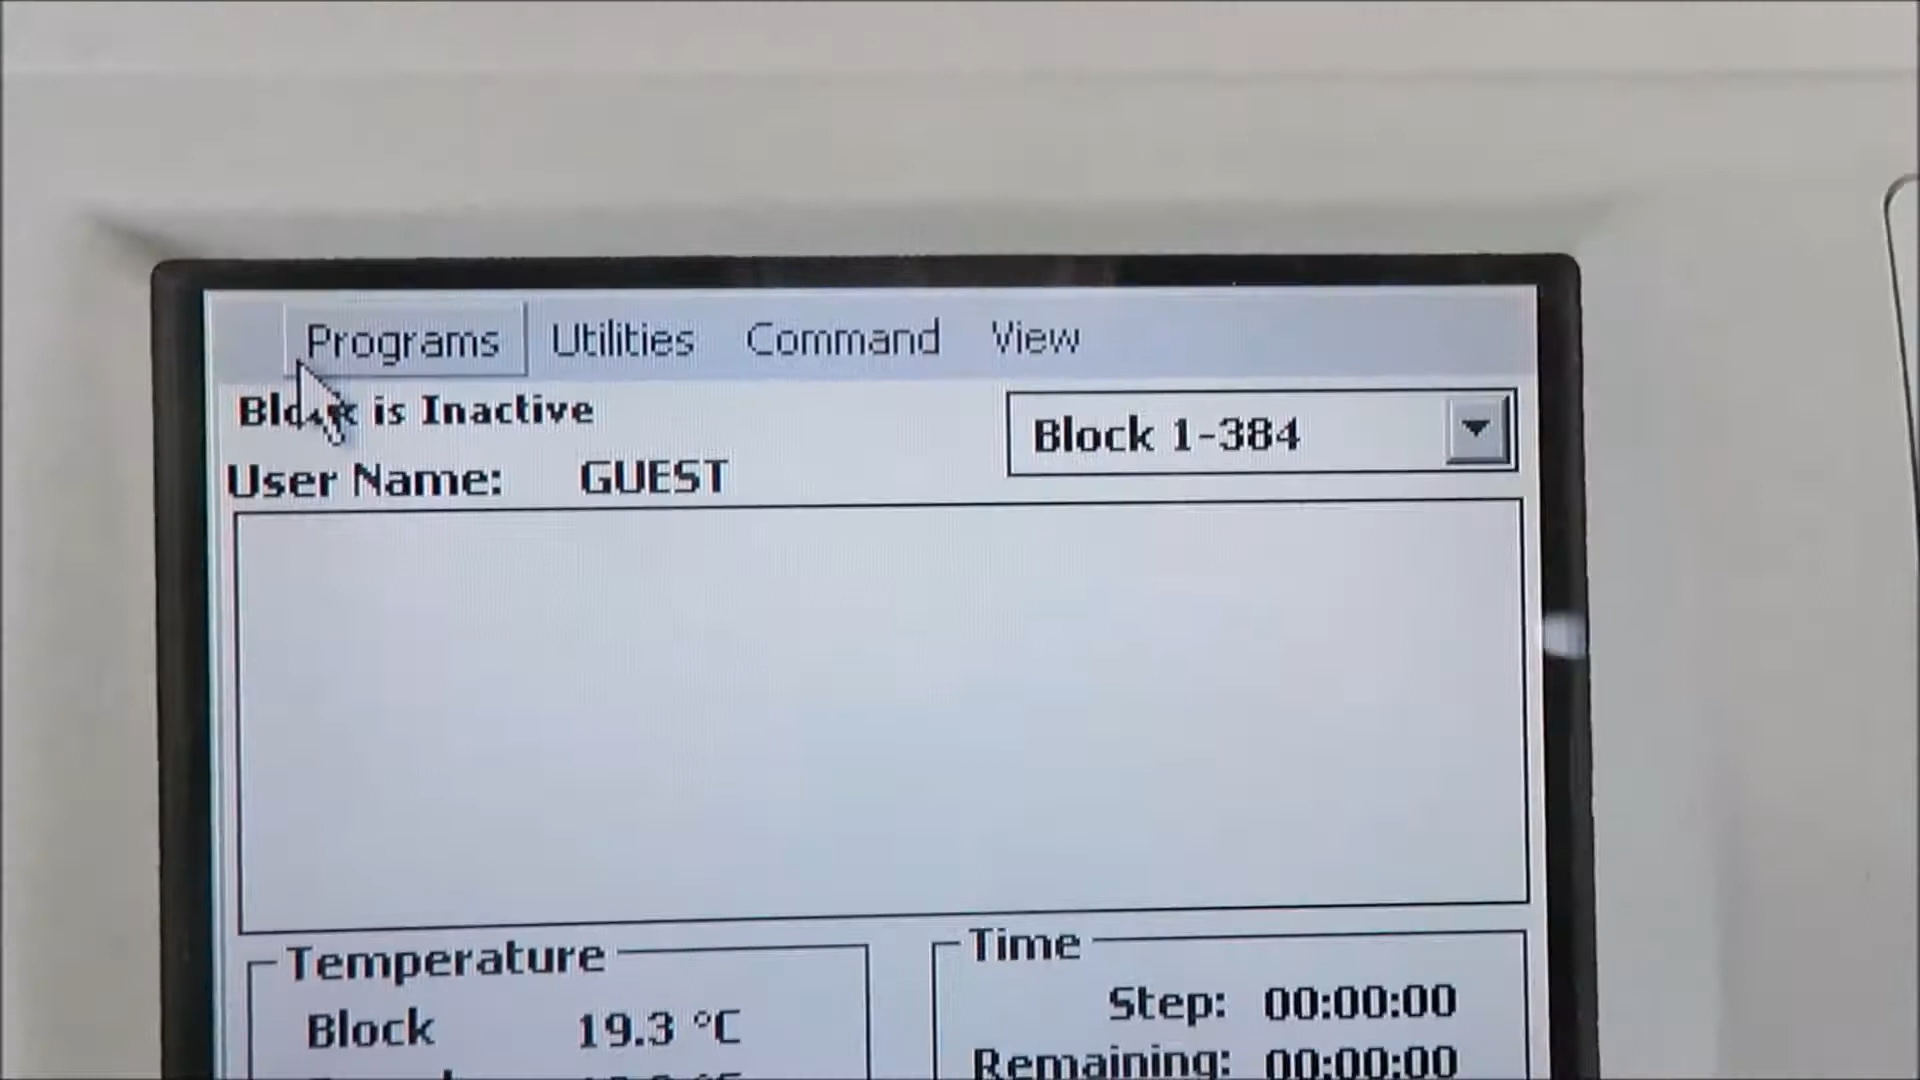 Programs Utilities Command View
Block is Inactive
Block 1-384
User Name: GUEST
Temperature
Time
Block 19.3 °C
Step: 00:00:00
Remaining: 00:00:00